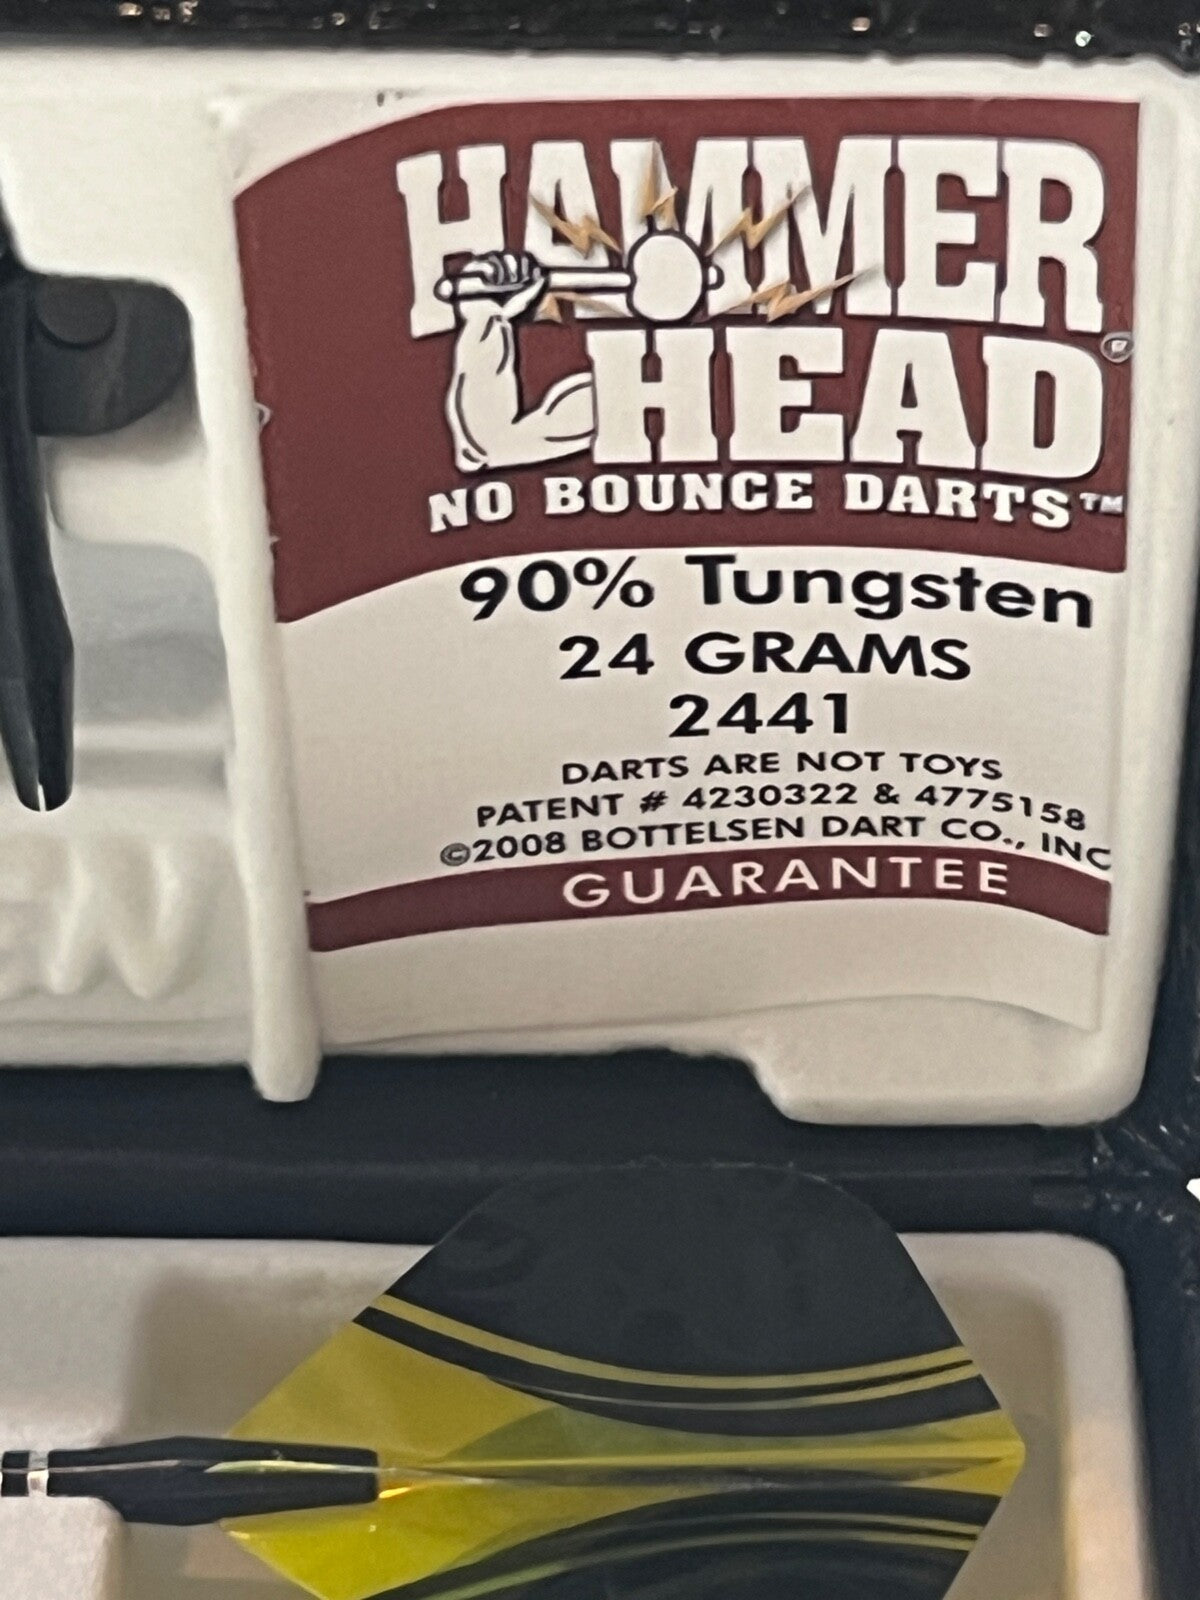 HAMMER
HEAD®
NO BOUNCE DARTS™
90% Tungsten
24 GRAMS
2441
DARTS ARE NOT TOYS
PATENT # 4230322 & 4775158
©2008 BOTTELSEN DART CO., INC
GUARANTEE